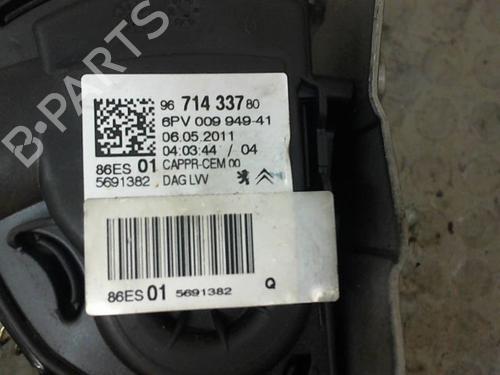 B-PARTS
96 714 337 80
6PV 009 949-41
06.05.2011
04:03:44 / 04
86ES 01 CAPPR-CEM 00
5691382 DAG LVV
86ES 01 5691382 Q